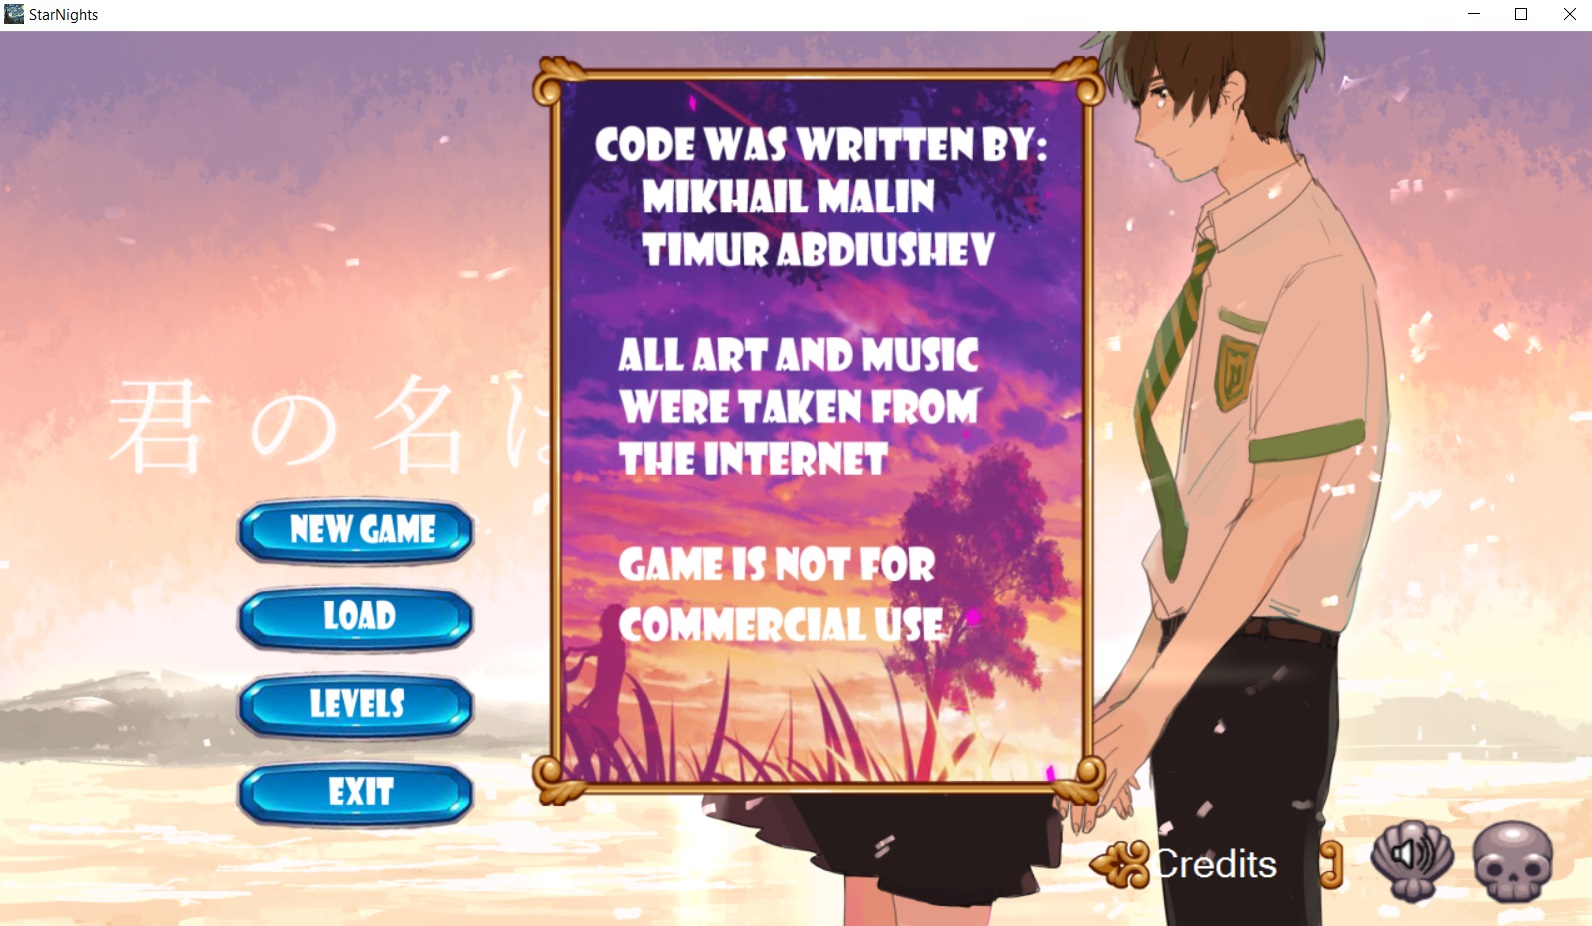 StarNights
CODE WAS WRITTEN BY:
MIKHAIL MALIN
TIMUR ABDIUSHEV
ALL ART AND MUSIC
WERE TAKEN FROM
THE INTERNET
GAME IS NOT FOR
COMMERCIAL USE
君の名は
NEW GAME
LOAD
LEVELS
EXIT
Credits